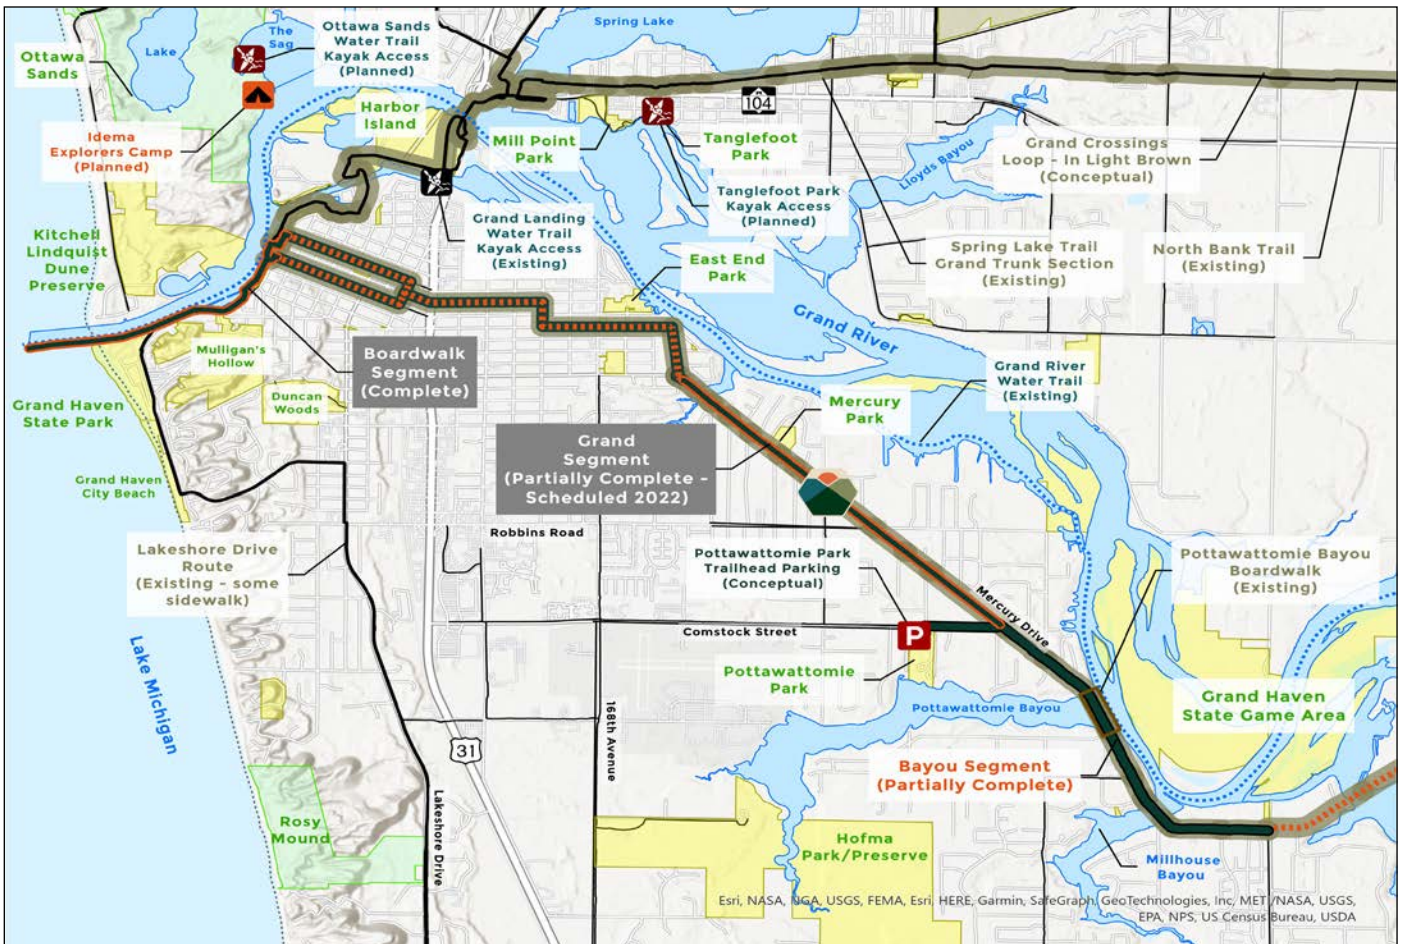 Ottawa
Sands
Lake
The
Sag
Ottawa Sands
Water Trail
Kayak Access
(Planned)
Spring Lake
Idema
Explorers Camp
(Planned)
Harbor
Island
Mill Point
Park
104
Tanglefoot
Park
Tanglefoot Park
Kayak Access
(Planned)
Lloyds Bayou
Grand Crossings
Loop - In Light Brown
(Conceptual)
Kitchell
Lindquist
Dune
Preserve
Grand Landing
Water Trail
Kayak Access
(Existing)
East End
Park
Spring Lake Trail
Grand Trunk Section
(Existing)
North Bank Trail
(Existing)
Grand River
Mulligan's
Hollow
Boardwalk
Segment
(Complete)
Duncan
Woods
Grand River
Water Trail
(Existing)
Grand Haven
State Park
Mercury
Park
Grand
Segment
(Partially Complete -
Scheduled 2022)
Grand Haven
City Beach
Robbins Road
Lakeshore Drive
Route
(Existing - some
sidewalk)
Pottawattomie Park
Trailhead Parking
(Conceptual)
Pottawattomie Bayou
Boardwalk
(Existing)
Mercury Drive
Comstock Street
P
Lake Michigan
Pottawattomie
Park
Pottawattomie Bayou
Grand Haven
State Game Area
168th Avenue
31
Bayou Segment
(Partially Complete)
Lakeshore Drive
Rosy
Mound
Hofma
Park/Preserve
Millhouse
Bayou
Esri, NASA, NGA, USGS, FEMA, Esri, HERE, Garmin, SafeGraph, GeoTechnologies, Inc, METI/NASA, USGS,
EPA, NPS, US Census Bureau, USDA